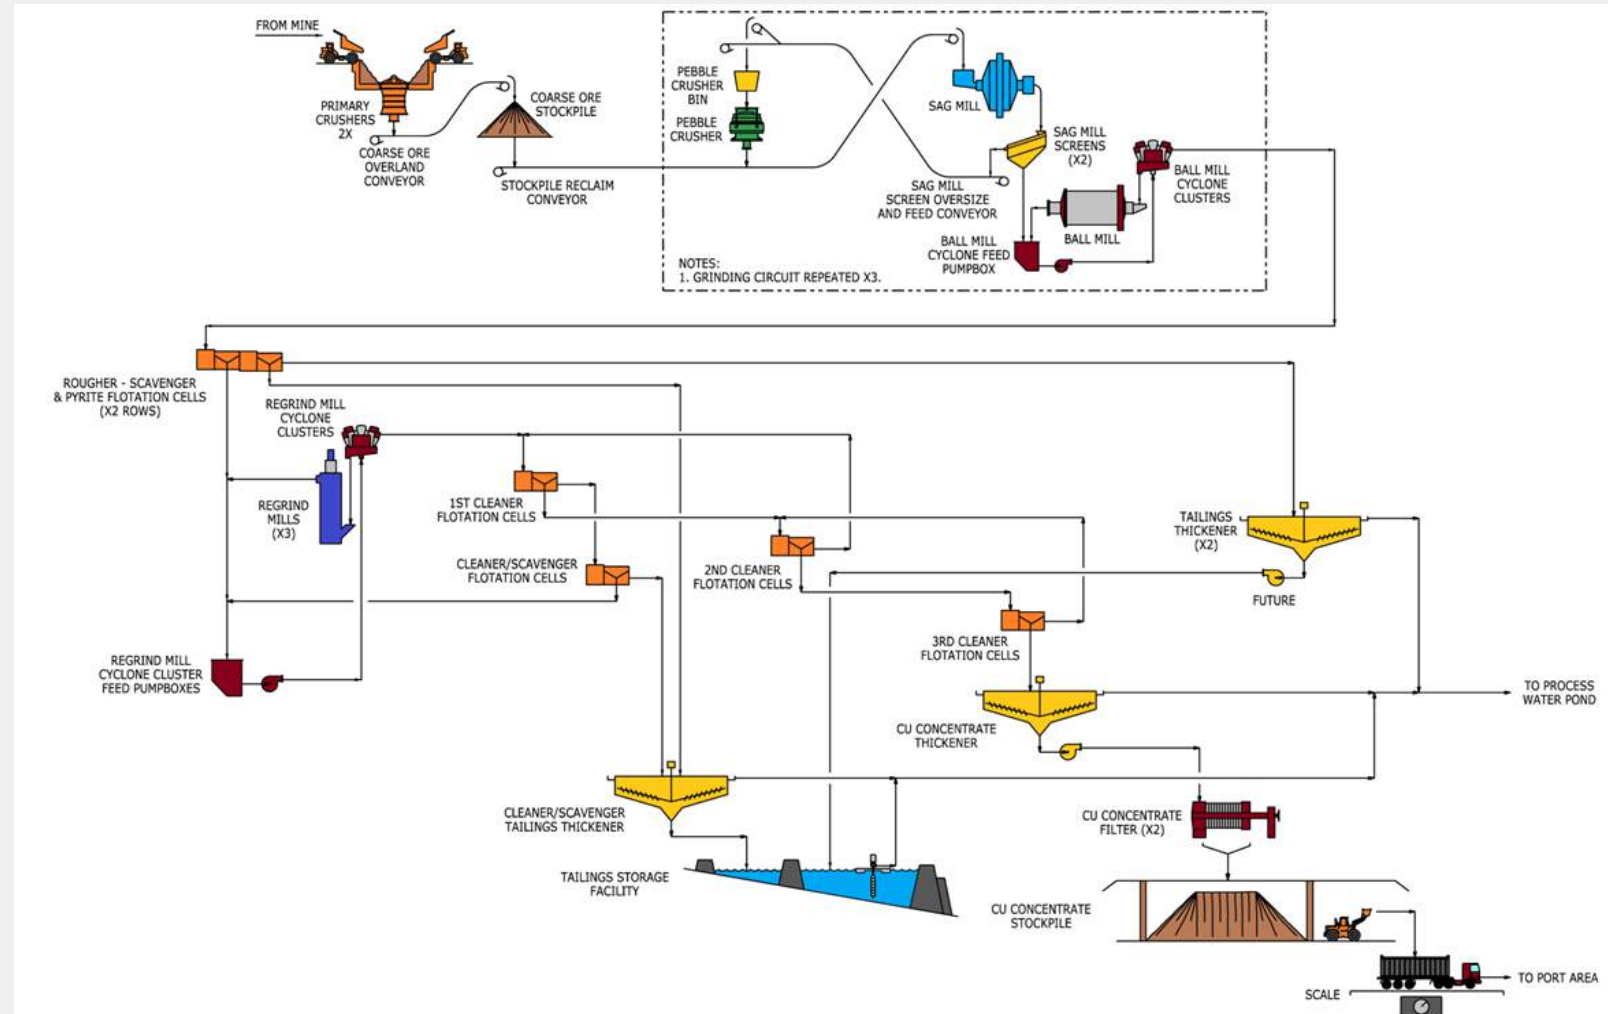 FROM MINE
PRIMARY
CRUSHERS
2X
COARSE ORE
OVERLAND
CONVEYOR
COARSE ORE
STOCKPILE
STOCKPILE RECLAIM
CONVEYOR
PEBBLE
CRUSHER
BIN
PEBBLE
CRUSHER
SAG MILL
SAG MILL
SCREENS
(X2)
SAG MILL
SCREEN OVERSIZE
AND FEED CONVEYOR
BALL MILL
CYCLONE
CLUSTERS
BALL MILL
BALL MILL
CYCLONE FEED
PUMPBOX
NOTES:
1. GRINDING CIRCUIT REPEATED X3.
ROUGHER - SCAVENGER
& PYRITE FLOTATION CELLS
(X2 ROWS)
REGRIND MILL
CYCLONE
CLUSTERS
REGRIND
MILLS
(X3)
1ST CLEANER
FLOTATION CELLS
CLEANER/SCAVENGER
FLOTATION CELLS
2ND CLEANER
FLOTATION CELLS
TAILINGS
THICKENER
(X2)
FUTURE
3RD CLEANER
FLOTATION CELLS
REGRIND MILL
CYCLONE CLUSTER
FEED PUMPBOXES
TO PROCESS
WATER POND
CU CONCENTRATE
THICKENER
CLEANER/SCAVENGER
TAILINGS THICKENER
CU CONCENTRATE
FILTER (X2)
TAILINGS STORAGE
FACILITY
CU CONCENTRATE
STOCKPILE
TO PORT AREA
SCALE